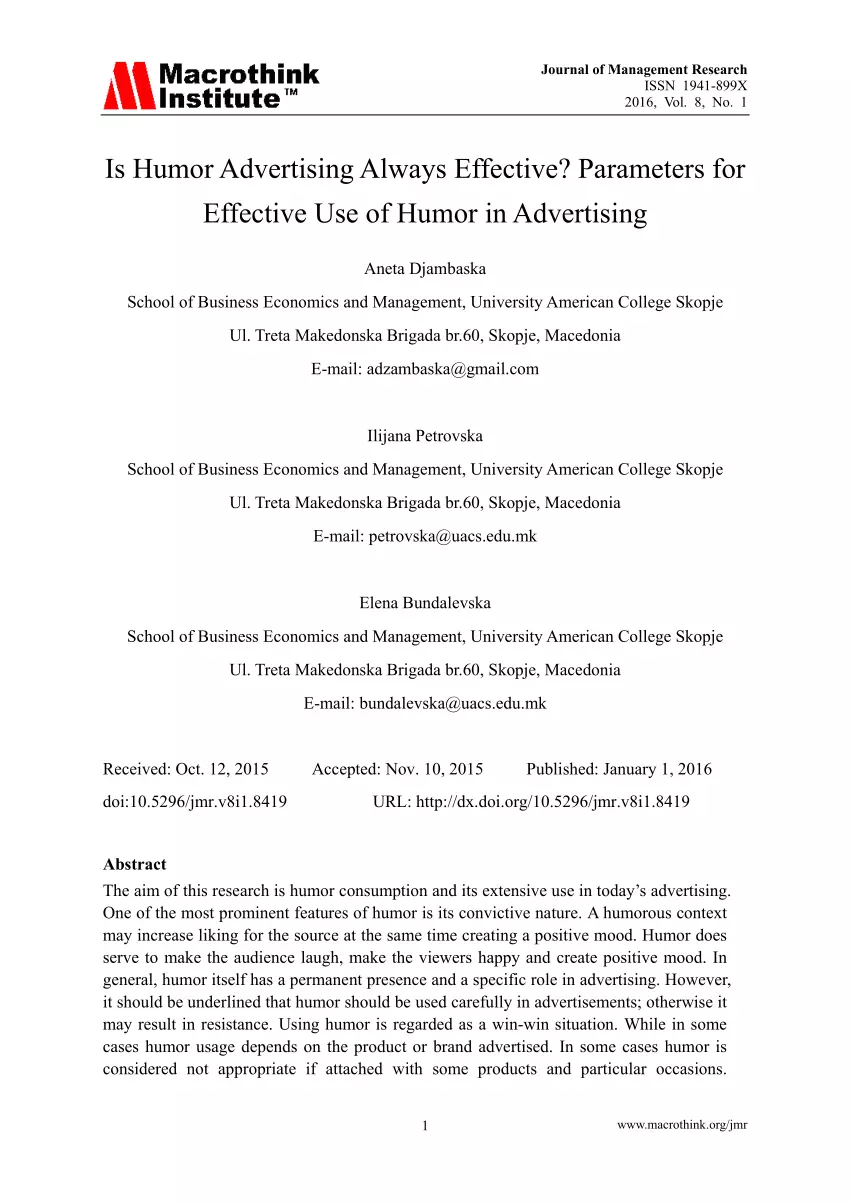 Macrothink
Institute™
Journal of Management Research
ISSN 1941-899X
2016, Vol. 8, No. 1
Is Humor Advertising Always Effective? Parameters for
Effective Use of Humor in Advertising
Aneta Djambaska
School of Business Economics and Management, University American College Skopje
Ul. Treta Makedonska Brigada br.60, Skopje, Macedonia
E-mail: adzambaska@gmail.com
Ilijana Petrovska
School of Business Economics and Management, University American College Skopje
Ul. Treta Makedonska Brigada br.60, Skopje, Macedonia
E-mail: petrovska@uacs.edu.mk
Elena Bundalevska
School of Business Economics and Management, University American College Skopje
Ul. Treta Makedonska Brigada br.60, Skopje, Macedonia
E-mail: bundalevska@uacs.edu.mk
Received: Oct. 12, 2015 Accepted: Nov. 10, 2015 Published: January 1, 2016
doi:10.5296/jmr.v8i1.8419 URL: http://dx.doi.org/10.5296/jmr.v8i1.8419
Abstract
The aim of this research is humor consumption and its extensive use in today’s advertising.
One of the most prominent features of humor is its convictive nature. A humorous context
may increase liking for the source at the same time creating a positive mood. Humor does
serve to make the audience laugh, make the viewers happy and create positive mood. In
general, humor itself has a permanent presence and a specific role in advertising. However,
it should be underlined that humor should be used carefully in advertisements; otherwise it
may result in resistance. Using humor is regarded as a win-win situation. While in some
cases humor usage depends on the product or brand advertised. In some cases humor is
considered not appropriate if attached with some products and particular occasions.
1 www.macrothink.org/jmr